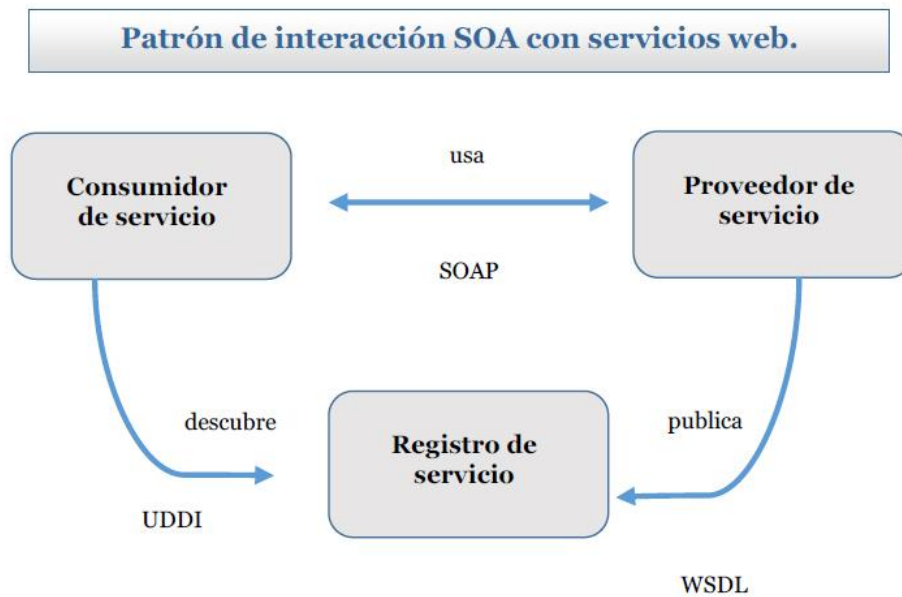 Patrón de interacción SOA con servicios web.
Consumidor
de servicio
usa
Proveedor de
servicio
SOAP
descubre
Registro de
servicio
publica
UDDI
WSDL